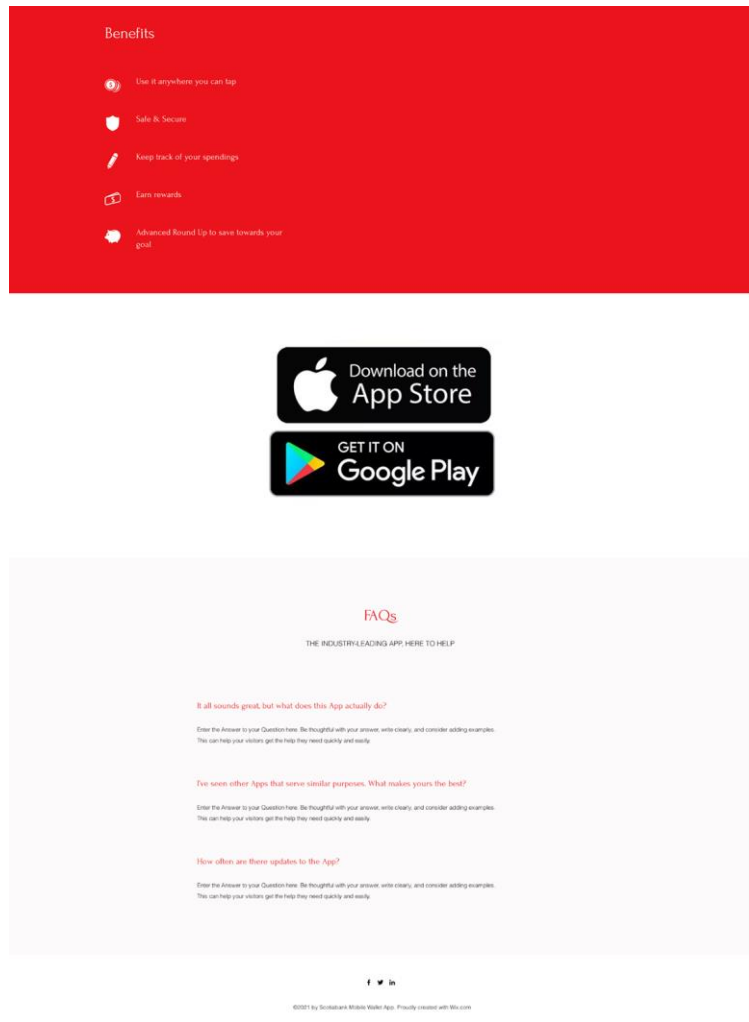 Benefits
Use it anywhere you can tap
Safe & Secure
Keep track of your spendings
Earn rewards
Advanced Round Up to save towards your
goal
Download on the
App Store
GET IT ON
Google Play
FAQs
THE INDUSTRY-LEADING APP, HERE TO HELP
It all sounds great, but what does this App actually do?
Enter the Answer to your Question here. Be thoughtful with your answer, write clearly, and consider adding examples.
This can help your visitors get the help they need quickly and easily.
I've seen other Apps that serve similar purposes. What makes yours the best?
Enter the Answer to your Question here. Be thoughtful with your answer, write clearly, and consider adding examples.
This can help your visitors get the help they need quickly and easily.
How often are there updates to the App?
Enter the Answer to your Question here. Be thoughtful with your answer, write clearly, and consider adding examples.
This can help your visitors get the help they need quickly and easily.
©2021 by Scotiabank Mobile Wallet App. Proudly created with Wix.com